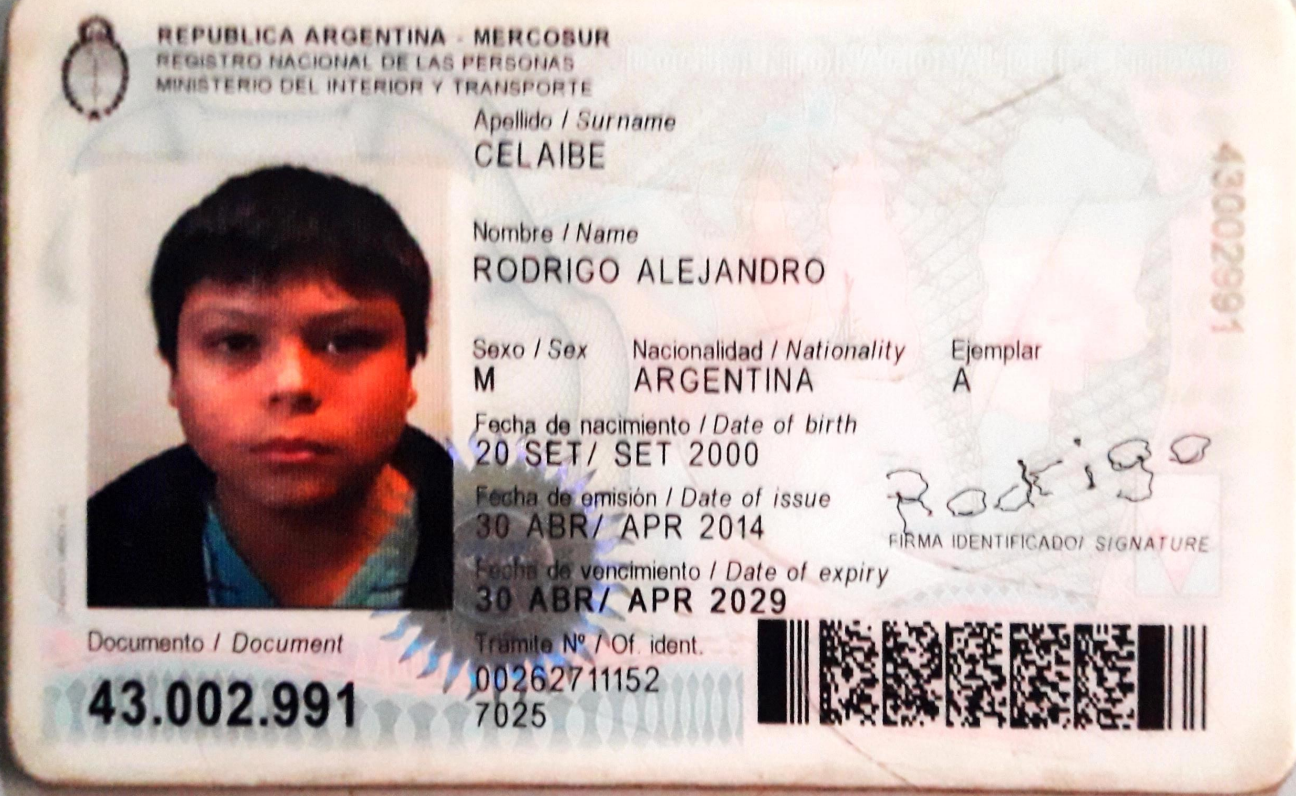 REPUBLICA ARGENTINA - MERCOSUR
REGISTRO NACIONAL DE LAS PERSONAS
MINISTERIO DEL INTERIOR Y TRANSPORTE
Apellido / Surname
CELAIBE
Nombre / Name
RODRIGO ALEJANDRO
Sexo / Sex Nacionalidad / Nationality Ejemplar
M ARGENTINA A
Fecha de nacimiento / Date of birth
20 SET/ SET 2000
Fecha de emisión / Date of issue
30 ABR/ APR 2014
Rodrigo
FIRMA IDENTIFICADO/ SIGNATURE
Fecha de vencimiento / Date of expiry
30 ABR/ APR 2029
Documento / Document
43.002.991
Tramite Nº / Of. ident.
00262711152
7025
43002991